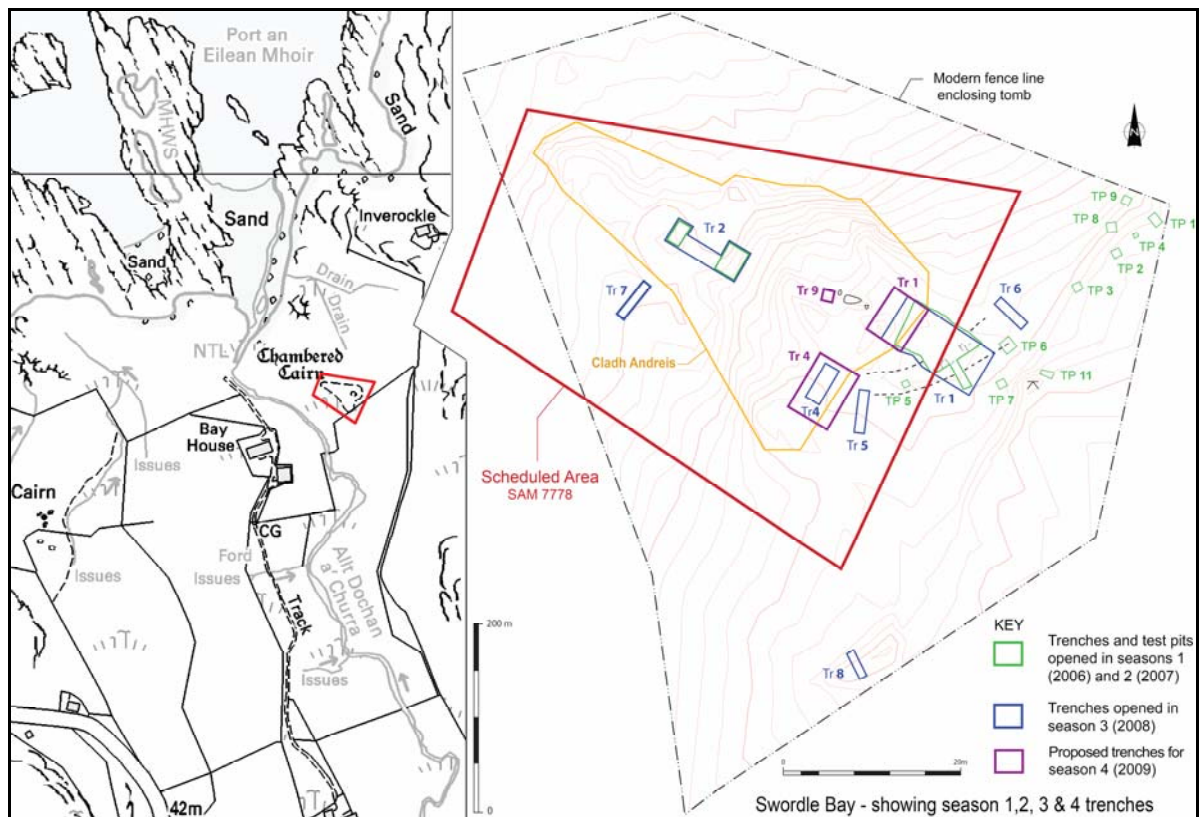 Port an
Eilean Mhoir
MHWS
Sand
Sand
Sand
Inverockle
Drain
Drain
NTLY
Chambered
Cairn
Bay
House
Issues
Cairn
Issues
CG
Ford
Issues
Allt Dochan
a' Churra
Track
Issues
42m
200 m
0
Modern fence line
enclosing tomb
N
TP 9
TP 1
TP 8
TP 4
TP 2
TP 3
Tr 2
Tr 7
Tr 9
Tr 1
Tr 6
Tr 4
TP 6
Cladh Andreis
TP 11
Tr4
TP 5
Tr 1
TP 7
Tr 5
Scheduled Area
SAM 7778
Tr 8
KEY
Trenches and test pits
opened in seasons 1
(2006) and 2 (2007)
Trenches opened in
season 3 (2008)
Proposed trenches for
season 4 (2009)
0
20m
Swordle Bay - showing season 1,2, 3 & 4 trenches